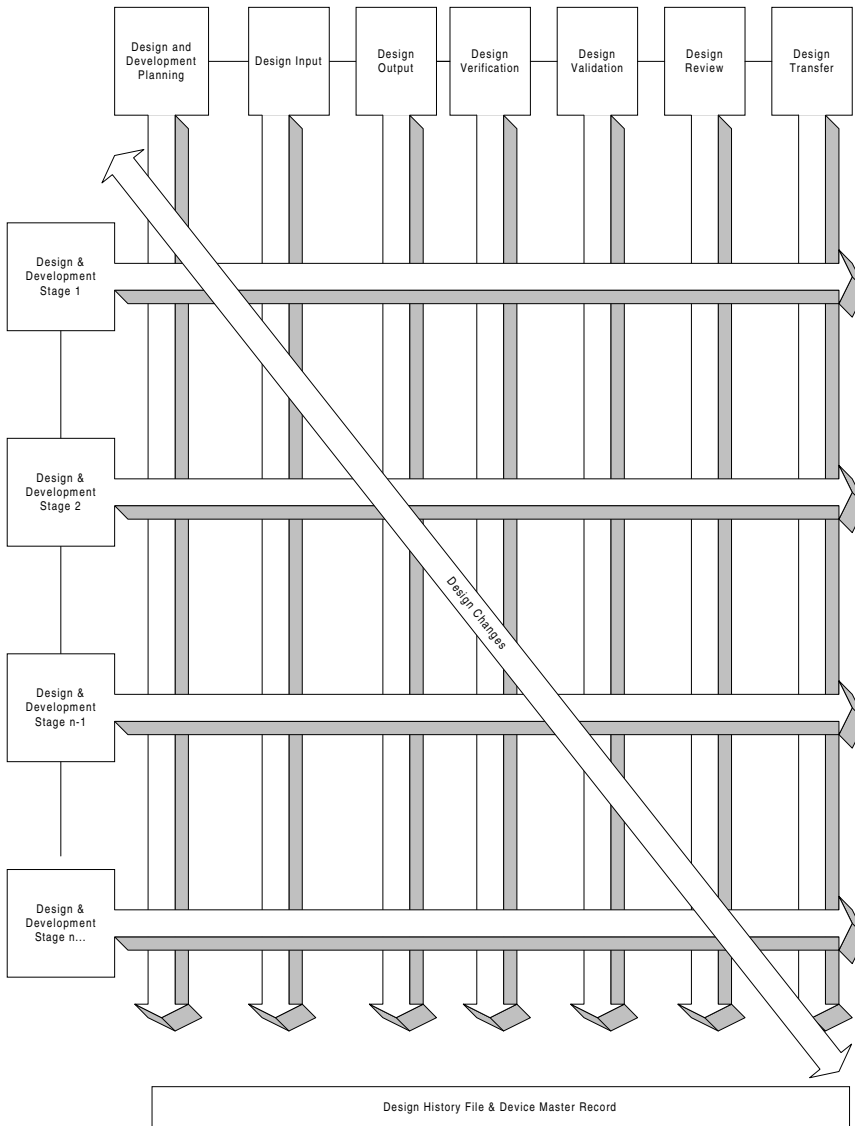 Design and
Development
Planning
Design Input
Design
Output
Design
Verification
Design
Validation
Design
Review
Design
Transfer
Design &
Development
Stage 1
Design &
Development
Stage 2
Design Changes
Design &
Development
Stage n-1
Design &
Development
Stage n...
Design History File & Device Master Record